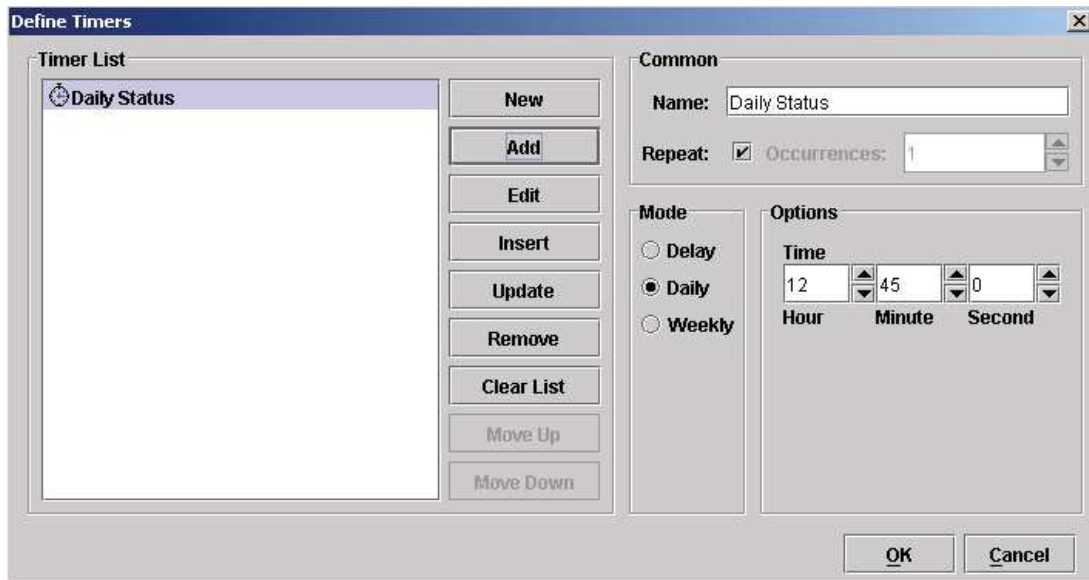 Define Timers
Timer List
Daily Status
New
Add
Edit
Insert
Update
Remove
Clear List
Move Up
Move Down
Common
Name: Daily Status
Repeat: Occurrences: 1
Mode
Delay
Daily
Weekly
Options
Time
12 45 0
Hour Minute Second
OK Cancel